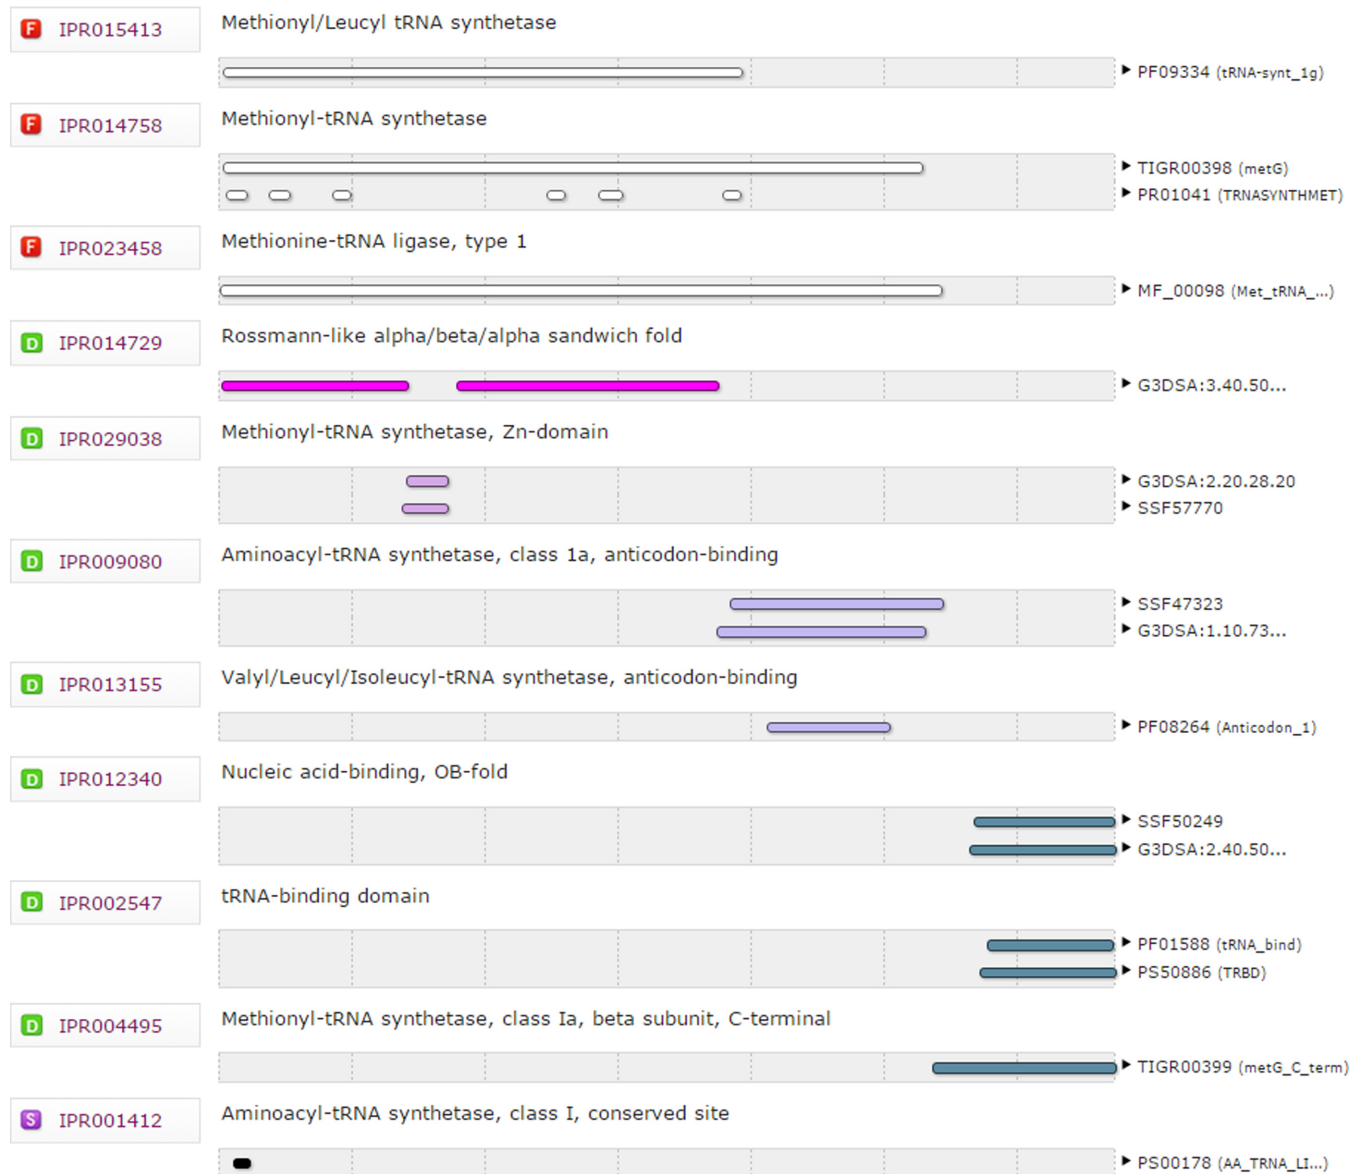 F IPR015413 Methionyl/Leucyl tRNA synthetase
PF09334 (tRNA-synt_1g)
F IPR014758 Methionyl-tRNA synthetase
TIGR00398 (metG)
PR01041 (TRNASYNTHMET)
F IPR023458 Methionine-tRNA ligase, type 1
MF_00098 (Met_tRNA_...)
D IPR014729 Rossmann-like alpha/beta/alpha sandwich fold
G3DSA:3.40.50...
D IPR029038 Methionyl-tRNA synthetase, Zn-domain
G3DSA:2.20.28.20
SSF57770
D IPR009080 Aminoacyl-tRNA synthetase, class 1a, anticodon-binding
SSF47323
G3DSA:1.10.73...
D IPR013155 Valyl/Leucyl/Isoleucyl-tRNA synthetase, anticodon-binding
PF08264 (Anticodon_1)
D IPR012340 Nucleic acid-binding, OB-fold
SSF50249
G3DSA:2.40.50...
D IPR002547 tRNA-binding domain
PF01588 (tRNA_bind)
PS50886 (TRBD)
D IPR004495 Methionyl-tRNA synthetase, class Ia, beta subunit, C-terminal
TIGR00399 (metG_C_term)
S IPR001412 Aminoacyl-tRNA synthetase, class I, conserved site
PS00178 (AA_TRNA_LI...)